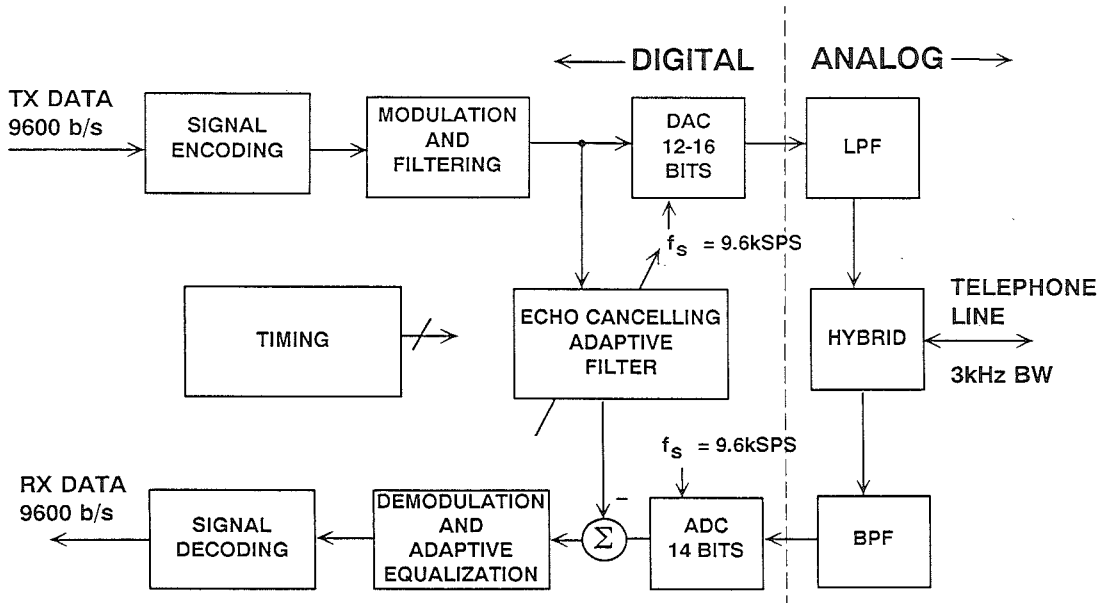 DIGITAL
ANALOG
TX DATA
9600 b/s
SIGNAL
ENCODING
MODULATION
AND
FILTERING
DAC
12-16
BITS
LPF
fs = 9.6kSPS
TIMING
ECHO CANCELLING
ADAPTIVE
FILTER
HYBRID
TELEPHONE
LINE
3kHz BW
fs = 9.6kSPS
RX DATA
9600 b/s
SIGNAL
DECODING
DEMODULATION
AND
ADAPTIVE
EQUALIZATION
–
Σ
ADC
14 BITS
BPF